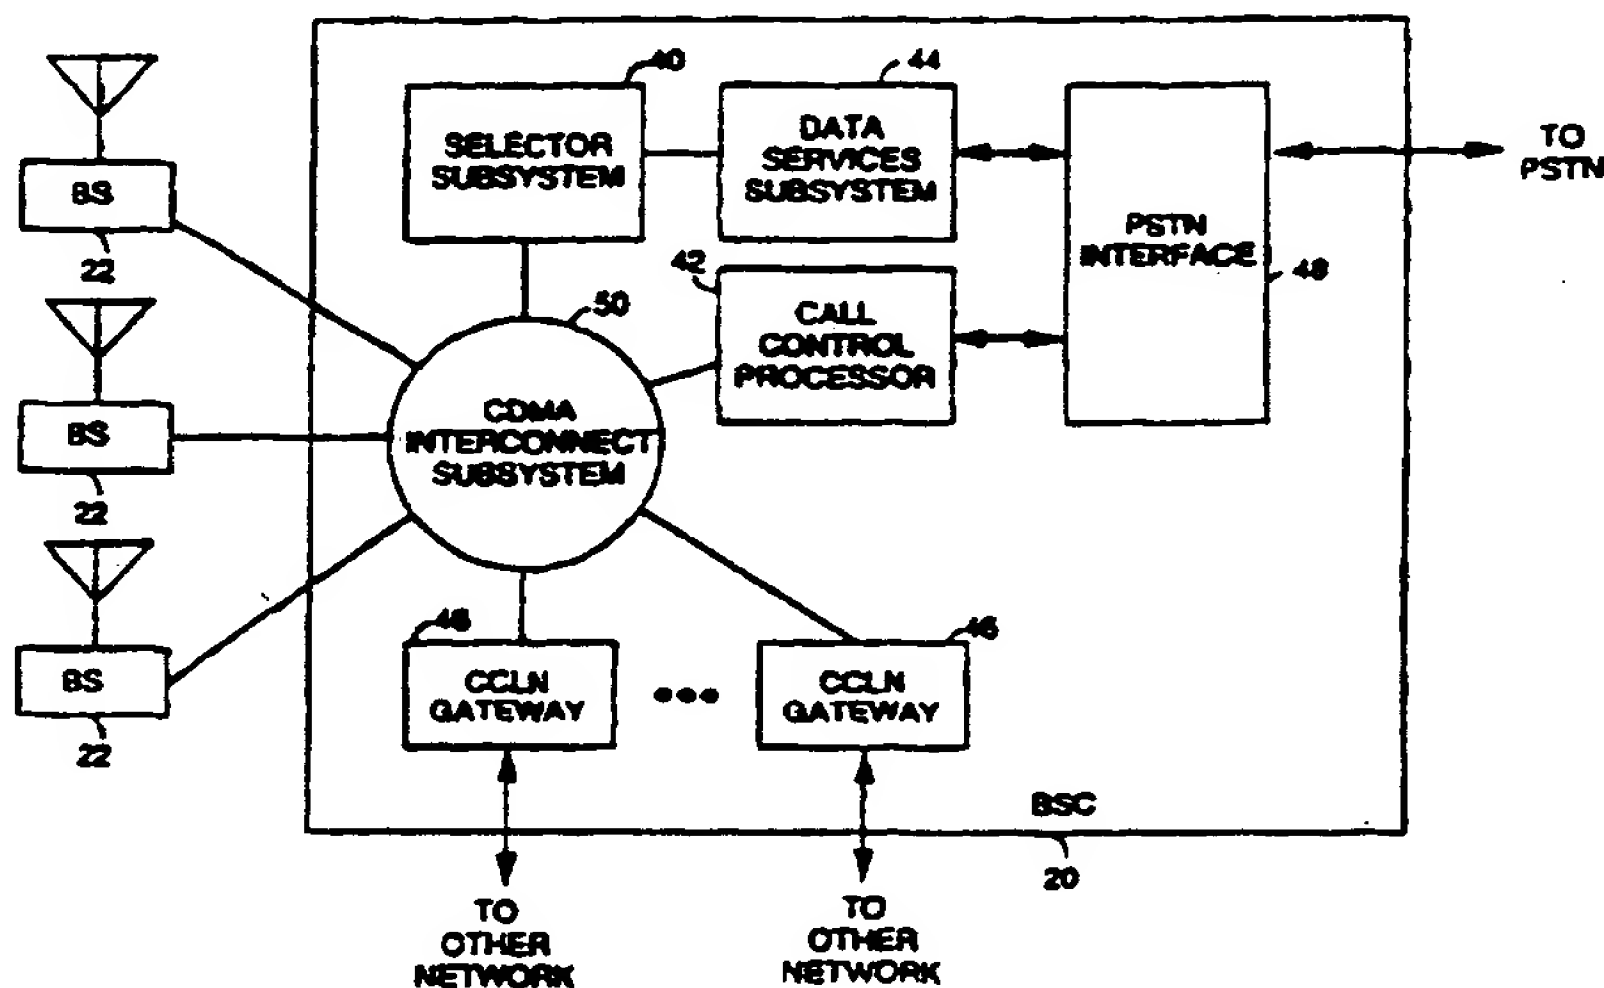 40
44
SELECTOR
SUBSYSTEM
DATA
SERVICES
SUBSYSTEM
TO
PSTN
BS
22
PSTN
INTERFACE
48
42
CALL
CONTROL
PROCESSOR
50
BS
22
CDMA
INTERCONNECT
SUBSYSTEM
BS
22
46
CCLN
GATEWAY
46
CCLN
GATEWAY
BSC
20
TO
OTHER
NETWORK
TO
OTHER
NETWORK